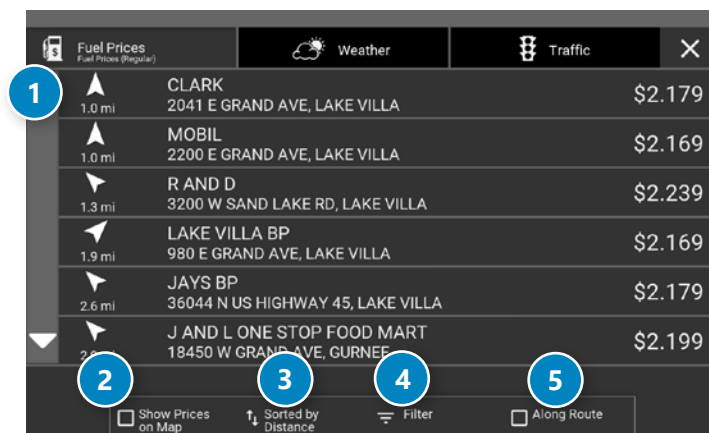 Fuel Prices
Fuel Prices (Regular)
Weather
Traffic
1
1.0 mi
CLARK
2041 E GRAND AVE, LAKE VILLA
$2.179
1.0 mi
MOBIL
2200 E GRAND AVE, LAKE VILLA
$2.169
1.3 mi
R AND D
3200 W SAND LAKE RD, LAKE VILLA
$2.239
1.9 mi
LAKE VILLA BP
980 E GRAND AVE, LAKE VILLA
$2.169
2.6 mi
JAYS BP
36044 N US HIGHWAY 45, LAKE VILLA
$2.179
J AND L ONE STOP FOOD MART
18450 W GRAND AVE, GURNEE
$2.199
2
3
4
5
Show Prices
on Map
Sorted by
Distance
Filter
Along Route